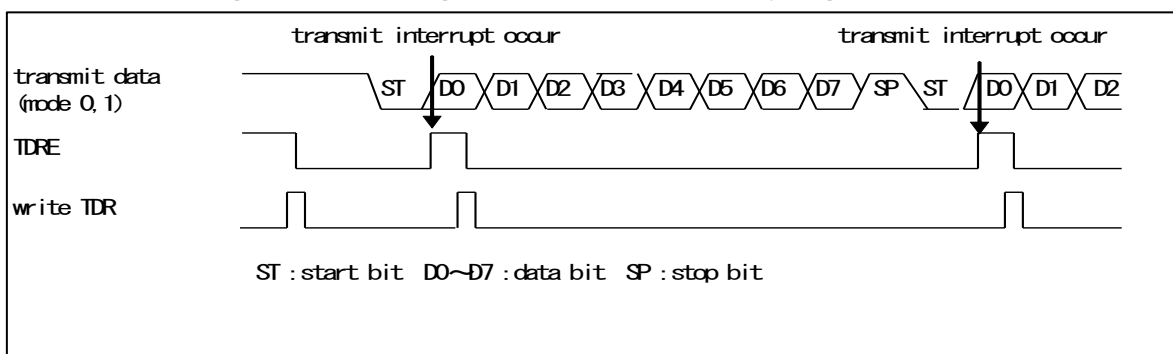 transmit interrupt occur transmit interrupt occur
transmit data
(mode 0,1)
ST D0 D1 D2 D3 D4 D5 D6 D7 SP ST D0 D1 D2
TDRE
write TDR
ST : start bit D0~D7 : data bit SP : stop bit